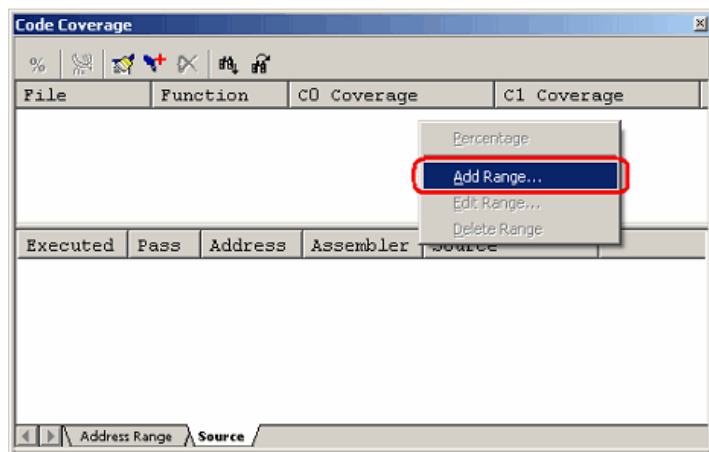 Code Coverage
%
File Function C0 Coverage C1 Coverage
Percentage
Add Range...
Edit Range...
Delete Range
Executed Pass Address Assembler Source
Address Range Source